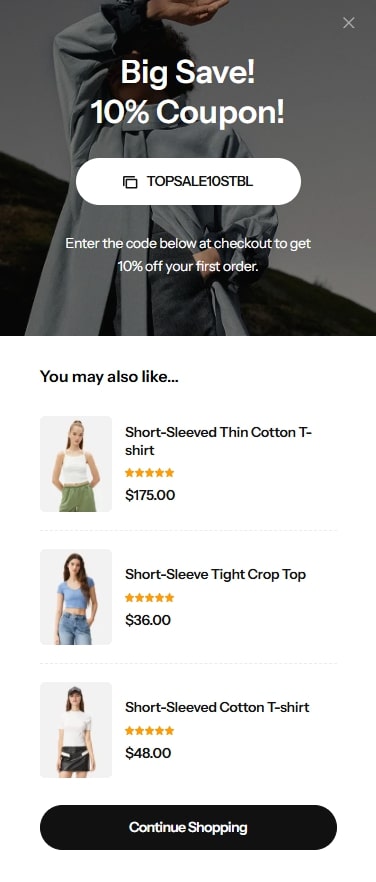 Big Save!
10% Coupon!
TOPSALE10STBL
Enter the code below at checkout to get
10% off your first order.
You may also like...
Short-Sleeved Thin Cotton T-
shirt
$175.00
Short-Sleeve Tight Crop Top
$36.00
Short-Sleeved Cotton T-shirt
$48.00
Continue Shopping